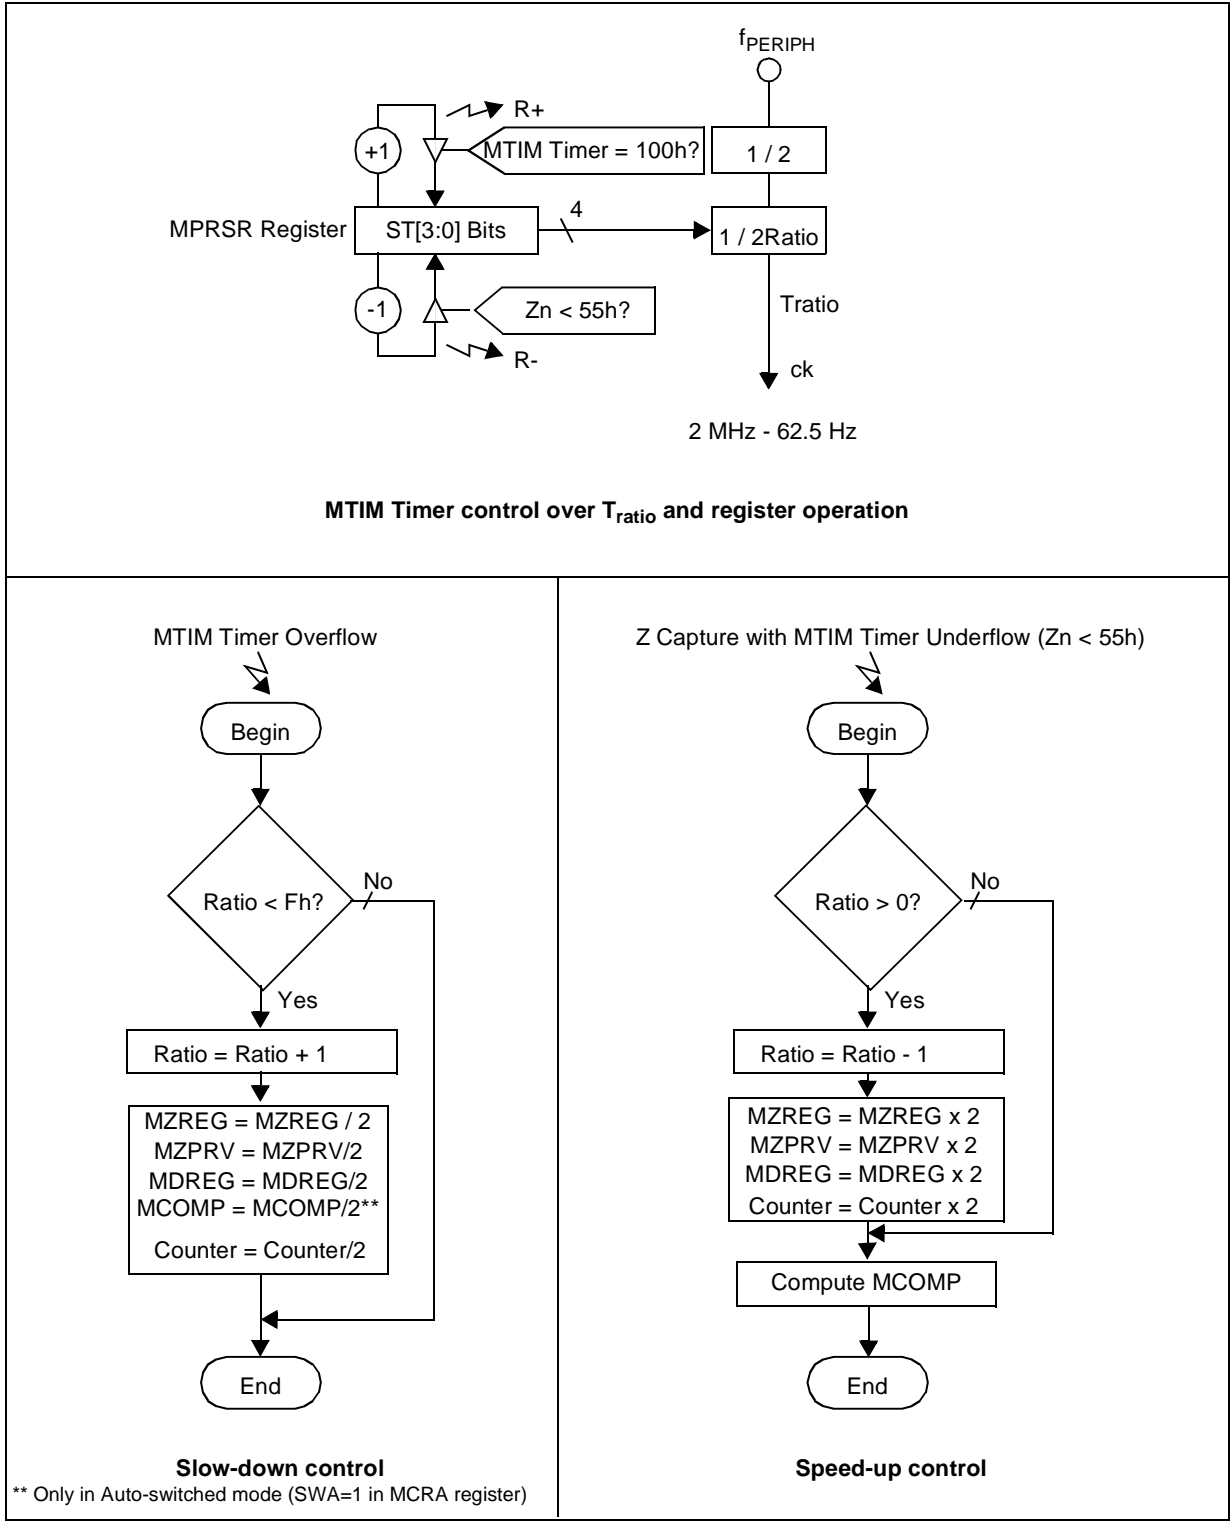 fPERIPH
R+
+1
MTIM Timer = 100h?
1 / 2
4
MPRSR Register
ST[3:0] Bits
1 / 2Ratio
-1
Zn < 55h?
Tratio
R-
ck
2 MHz - 62.5 Hz
MTIM Timer control over Tratio and register operation
MTIM Timer Overflow
Begin
Ratio < Fh?
No
Yes
Ratio = Ratio + 1
MZREG = MZREG / 2
MZPRV = MZPRV/2
MDREG = MDREG/2
MCOMP = MCOMP/2**
Counter = Counter/2
End
Slow-down control
** Only in Auto-switched mode (SWA=1 in MCRA register)
Z Capture with MTIM Timer Underflow (Zn < 55h)
Begin
Ratio > 0?
No
Yes
Ratio = Ratio - 1
MZREG = MZREG x 2
MZPRV = MZPRV x 2
MDREG = MDREG x 2
Counter = Counter x 2
Compute MCOMP
End
Speed-up control